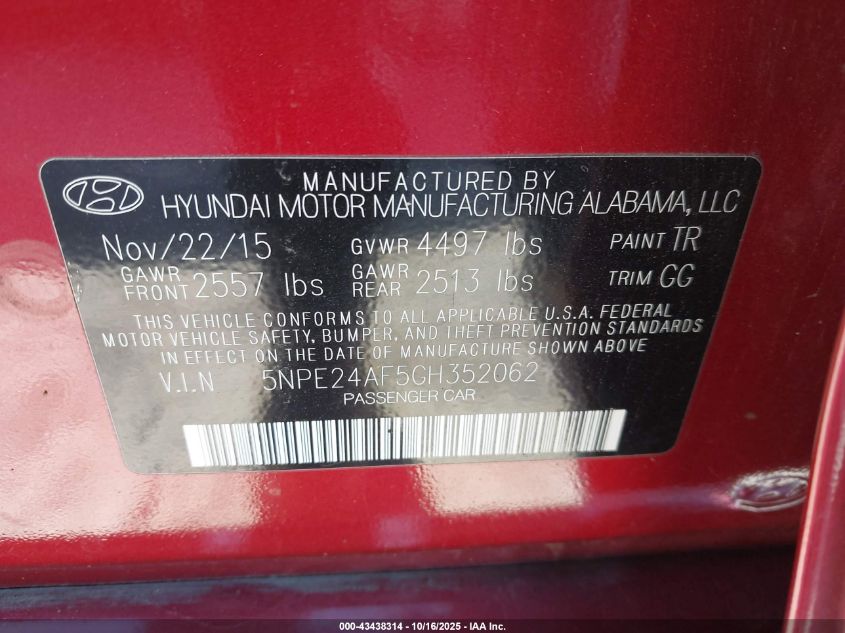 MANUFACTURED BY
HYUNDAI MOTOR MANUFACTURING ALABAMA, LLC
Nov/22/15 GVWR 4497 lbs PAINT TR
GAWR FRONT 2557 lbs GAWR REAR 2513 lbs TRIM GG
THIS VEHICLE CONFORMS TO ALL APPLICABLE U.S.A. FEDERAL
MOTOR VEHICLE SAFETY, BUMPER, AND THEFT PREVENTION STANDARDS
IN EFFECT ON THE DATE OF MANUFACTURE SHOWN ABOVE.
V.I.N 5NPE24AF5GH352062
PASSENGER CAR
000-43438314 - 10/16/2025 - IAA Inc.